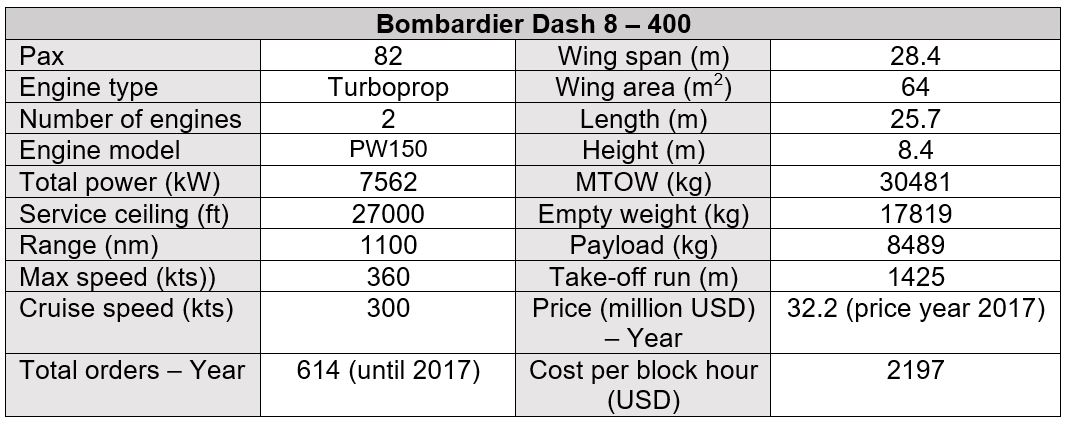 Bombardier Dash 8 – 400
Pax 82 Wing span (m) 28.4
Engine type Turboprop Wing area (m²) 64
Number of engines 2 Length (m) 25.7
Engine model PW150 Height (m) 8.4
Total power (kW) 7562 MTOW (kg) 30481
Service ceiling (ft) 27000 Empty weight (kg) 17819
Range (nm) 1100 Payload (kg) 8489
Max speed (kts)) 360 Take-off run (m) 1425
Cruise speed (kts) 300 Price (million USD) 32.2 (price year 2017)
– Year
Total orders – Year 614 (until 2017) Cost per block hour 2197
(USD)